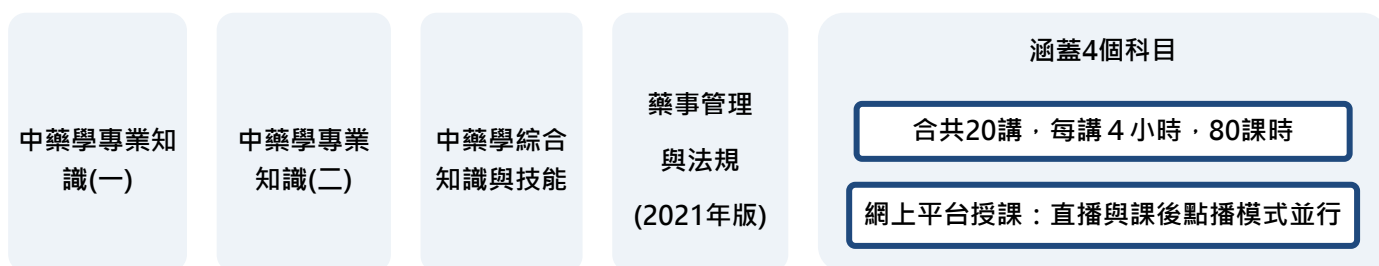 中藥學專業知
識(一)
中藥學專業
知識(二)
中藥學綜合
知識與技能
藥事管理
與法規
(2021年版)
涵蓋4個科目
合共20講，每講４小時，80課時
網上平台授課：直播與課後點播模式並行